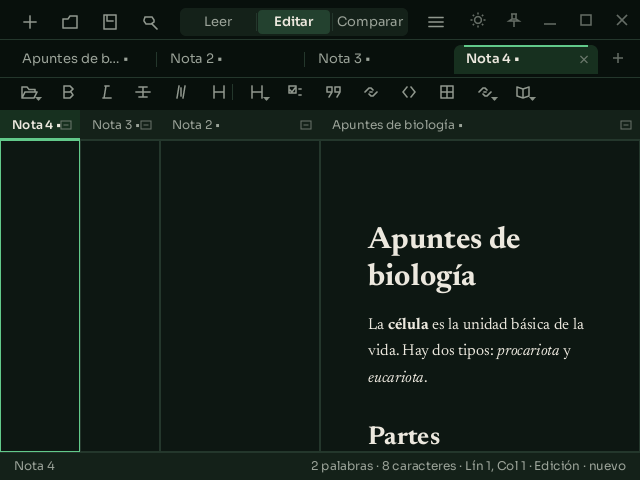 Leer Editar Comparar
Apuntes de b... • Nota 2 • Nota 3 • Nota 4 •
Nota 4 • Nota 3 • Nota 2 • Apuntes de biología •
Apuntes de
biología
La célula es la unidad básica de la
vida. Hay dos tipos: procariota y
eucariota.
Partes
Nota 4 2 palabras · 8 caracteres · Lín 1, Col 1 · Edición · nuevo